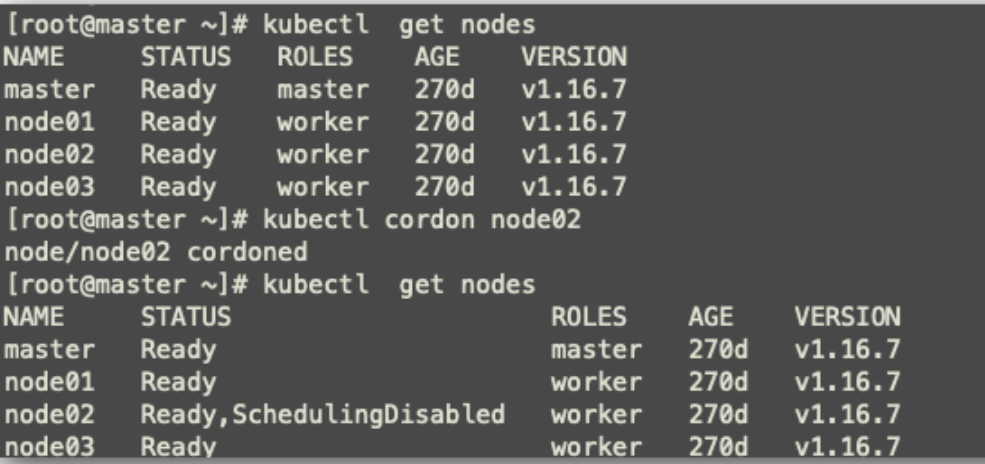 [root@master ~]# kubectl  get nodes
NAME     STATUS   ROLES    AGE    VERSION
master   Ready    master   270d   v1.16.7
node01   Ready    worker   270d   v1.16.7
node02   Ready    worker   270d   v1.16.7
node03   Ready    worker   270d   v1.16.7
[root@master ~]# kubectl cordon node02
node/node02 cordoned
[root@master ~]# kubectl  get nodes
NAME     STATUS                     ROLES    AGE    VERSION
master   Ready                      master   270d   v1.16.7
node01   Ready                      worker   270d   v1.16.7
node02   Ready,SchedulingDisabled   worker   270d   v1.16.7
node03   Ready                      worker   270d   v1.16.7